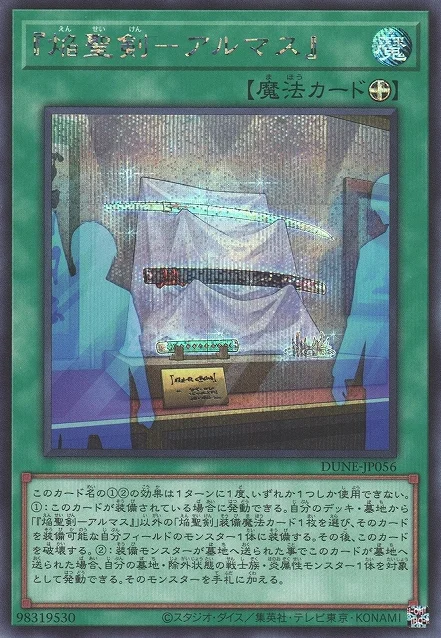 『焔聖剣－アルマス』
【魔法カード】
DUNE-JP056
このカード名の①②の効果は１ターンに１度、いずれか１つしか使用できない。
①：このカードが装備されている場合に発動できる。自分のデッキ・墓地から
「『焔聖剣－アルマス』」以外の「焔聖剣」装備魔法カード１枚を選び、そのカード
を装備可能な自分フィールドのモンスター１体に装備する。その後、このカード
を破壊する。②：装備モンスターが墓地へ送られた事でこのカードが墓地へ
送られた場合、自分の墓地・除外状態の戦士族・炎属性モンスター１体を対象
として発動できる。そのモンスターを手札に加える。
98319530
©スタジオ・ダイス／集英社・テレビ東京・KONAMI